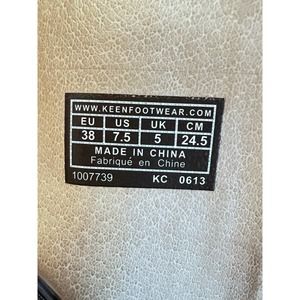 WWW.KEENFOOTWEAR.COM
EU US UK CM
38 7.5 5 24.5
MADE IN CHINA
Fabriqué en Chine
1007739 KC 0613